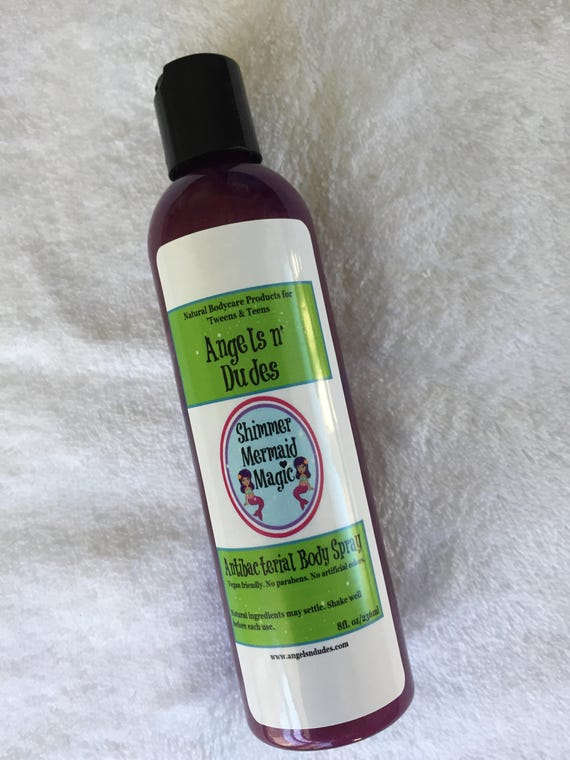 Natural Bodycare Products for
'Tweens & Teens
Angels n'
Dudes
Shimmer
Mermaid
Magic
Antibacterial Body Spray
Vegan friendly. No parabens. No artificial colors.
Natural ingredients may settle. Shake well
before each use.
8fl. oz/236ml
www.angelsndudes.com